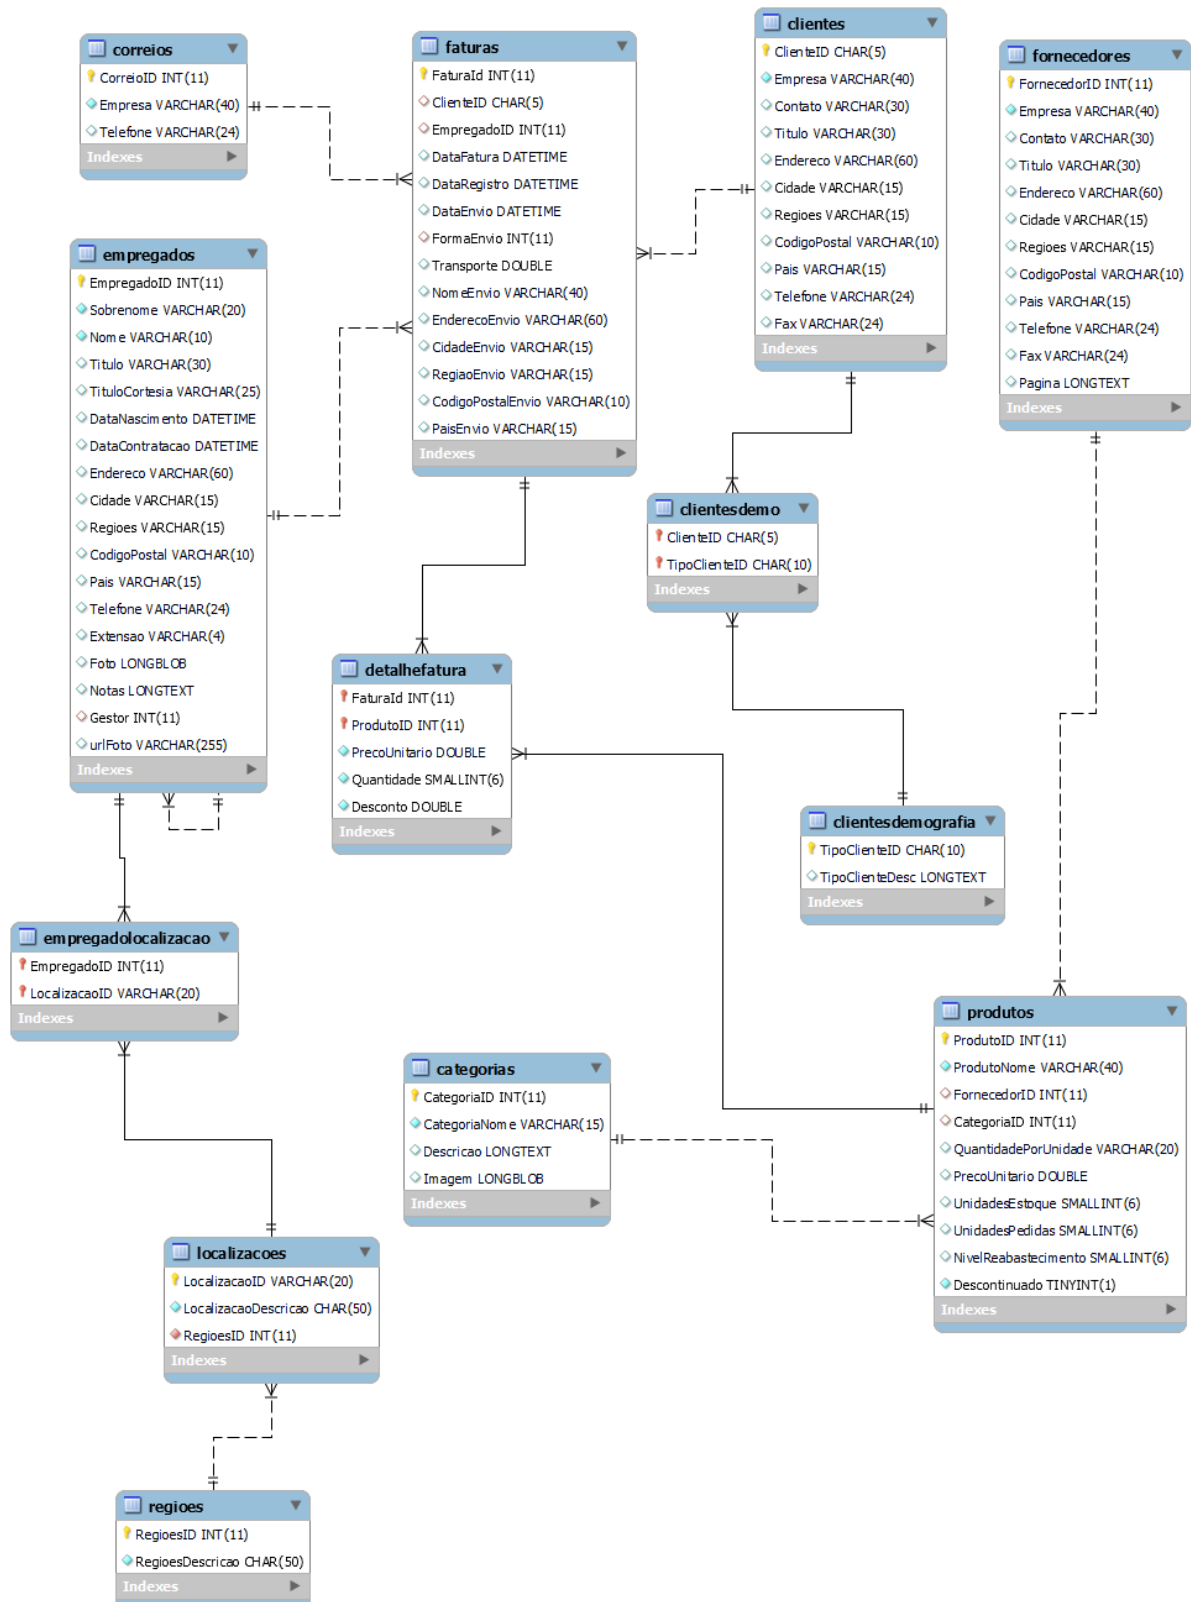 correios
CorreioID INT(11)
Empresa VARCHAR(40)
Telefone VARCHAR(24)
Indexes
faturas
FaturaId INT(11)
ClienteID CHAR(5)
EmpregadoID INT(11)
DataFatura DATETIME
DataRegistro DATETIME
DataEnvio DATETIME
FormaEnvio INT(11)
Transporte DOUBLE
NomeEnvio VARCHAR(40)
EnderecoEnvio VARCHAR(60)
CidadeEnvio VARCHAR(15)
RegiaoEnvio VARCHAR(15)
CodigoPostalEnvio VARCHAR(10)
PaisEnvio VARCHAR(15)
Indexes
clientes
ClienteID CHAR(5)
Empresa VARCHAR(40)
Contato VARCHAR(30)
Titulo VARCHAR(30)
Endereco VARCHAR(60)
Cidade VARCHAR(15)
Regioes VARCHAR(15)
CodigoPostal VARCHAR(10)
Pais VARCHAR(15)
Telefone VARCHAR(24)
Fax VARCHAR(24)
Indexes
fornecedores
FornecedorID INT(11)
Empresa VARCHAR(40)
Contato VARCHAR(30)
Titulo VARCHAR(30)
Endereco VARCHAR(60)
Cidade VARCHAR(15)
Regioes VARCHAR(15)
CodigoPostal VARCHAR(10)
Pais VARCHAR(15)
Telefone VARCHAR(24)
Fax VARCHAR(24)
Pagina LONGTEXT
Indexes
empregados
EmpregadoID INT(11)
Sobrenome VARCHAR(20)
Nome VARCHAR(10)
Titulo VARCHAR(30)
TituloCortesia VARCHAR(25)
DataNascimento DATETIME
DataContratacao DATETIME
Endereco VARCHAR(60)
Cidade VARCHAR(15)
Regioes VARCHAR(15)
CodigoPostal VARCHAR(10)
Pais VARCHAR(15)
Telefone VARCHAR(24)
Extensao VARCHAR(4)
Foto LONGBLOB
Notas LONGTEXT
Gestor INT(11)
urlFoto VARCHAR(255)
Indexes
clientesdemo
ClienteID CHAR(5)
TipoClienteID CHAR(10)
Indexes
detalhefatura
FaturaId INT(11)
ProdutoID INT(11)
PrecoUnitario DOUBLE
Quantidade SMALLINT(6)
Desconto DOUBLE
Indexes
clientesdemografia
TipoClienteID CHAR(10)
TipoClienteDesc LONGTEXT
Indexes
empregadolocalizacao
EmpregadoID INT(11)
LocalizacaoID VARCHAR(20)
Indexes
produtos
ProdutoID INT(11)
ProdutoNome VARCHAR(40)
FornecedorID INT(11)
CategoriaID INT(11)
QuantidadePorUnidade VARCHAR(20)
PrecoUnitario DOUBLE
UnidadesEstoque SMALLINT(6)
UnidadesPedidas SMALLINT(6)
NivelReabastecimento SMALLINT(6)
Descontinuado TINYINT(1)
Indexes
categorias
CategoriaID INT(11)
CategoriaNome VARCHAR(15)
Descricao LONGTEXT
Imagem LONGBLOB
Indexes
localizacoes
LocalizacaoID VARCHAR(20)
LocalizacaoDescricao CHAR(50)
RegioesID INT(11)
Indexes
regioes
RegioesID INT(11)
RegioesDescricao CHAR(50)
Indexes